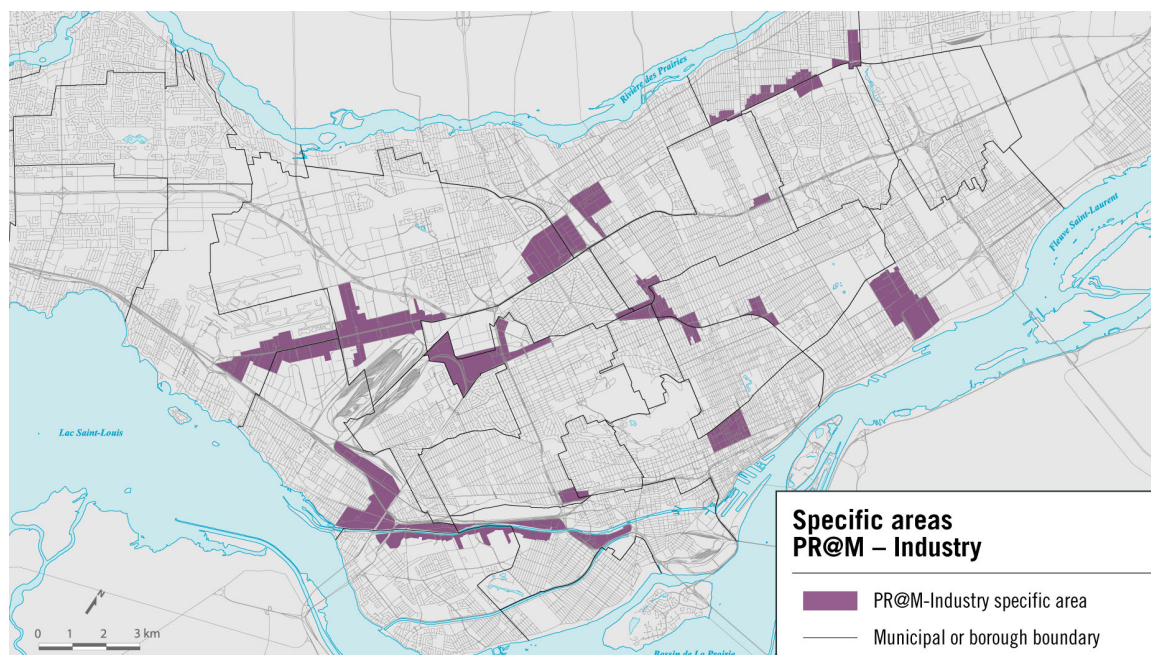 Rivière des Prairies
Fleuve Saint-Laurent
Lac Saint-Louis
N
0 1 2 3 km
Bassin de La Prairie
Specific areas
PR@M – Industry
PR@M-Industry specific area
Municipal or borough boundary